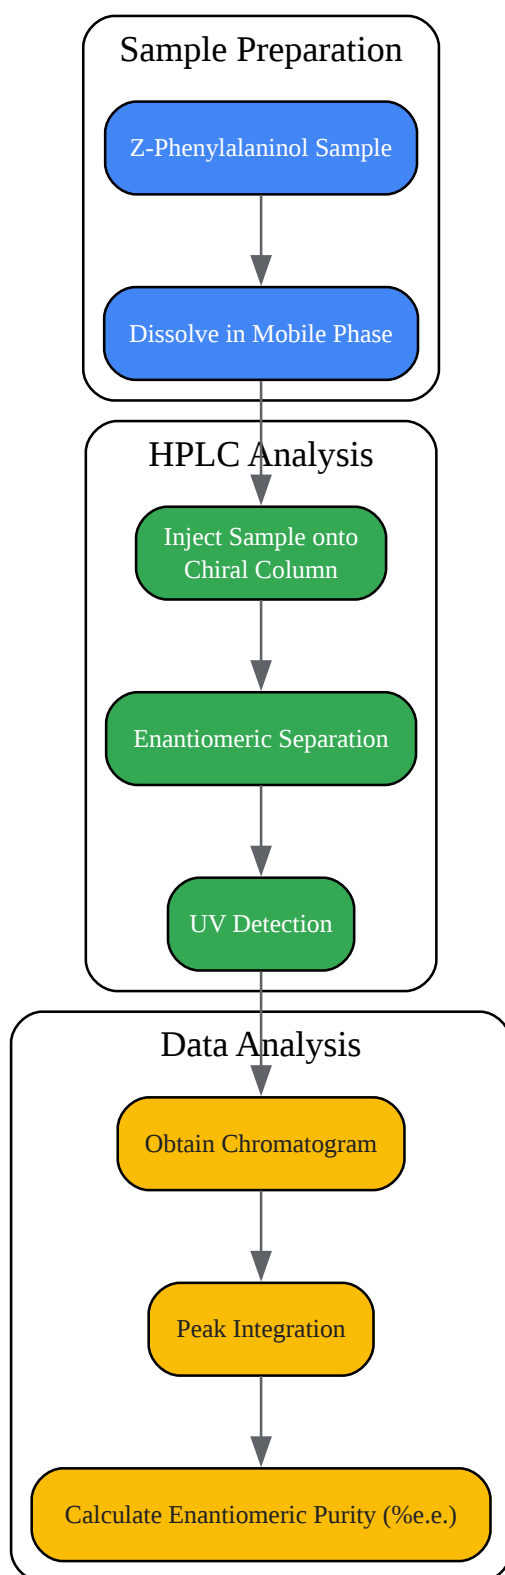 Sample Preparation
Z-Phenylalaninol Sample
Dissolve in Mobile Phase
HPLC Analysis
Inject Sample onto
Chiral Column
Enantiomeric Separation
UV Detection
Data Analysis
Obtain Chromatogram
Peak Integration
Calculate Enantiomeric Purity (%e.e.)